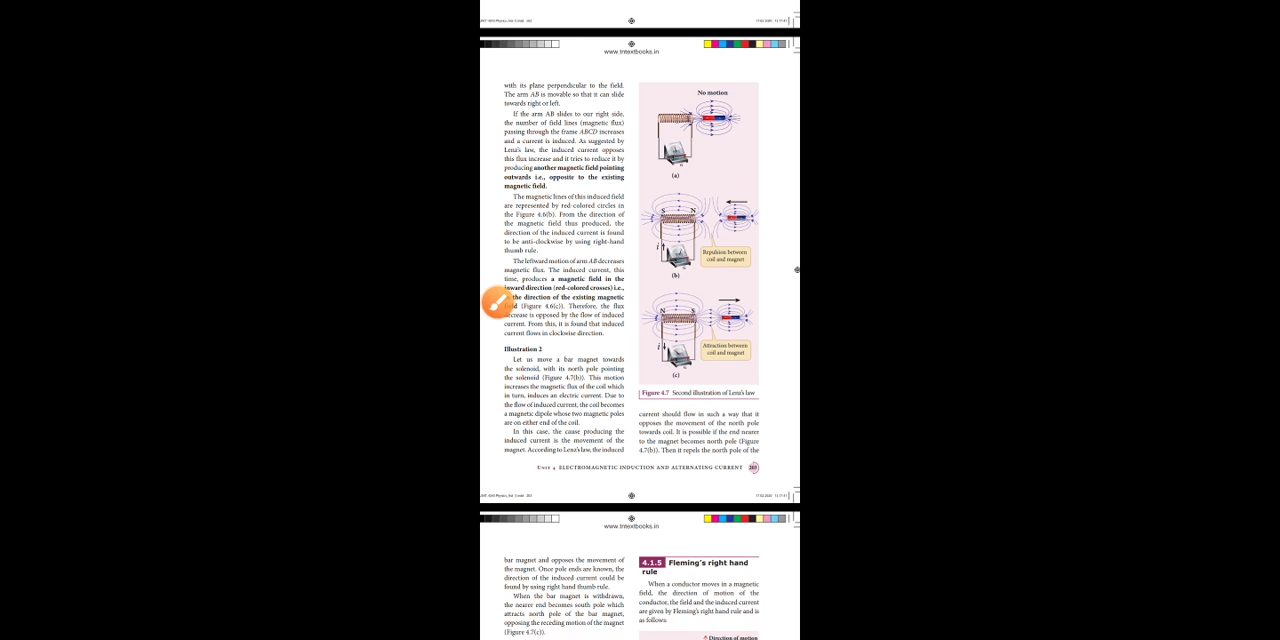 www.tntextbooks.in
with its plane perpendicular to the field.
The arm AB is movable so that it can slide
towards right or left.
If the arm AB slides to our right side,
the number of field lines (magnetic flux)
passing through the frame ABCD increases
and a current is induced. As suggested by
Lenz's law, the induced current opposes
this flux increase and it tries to reduce it by
producing another magnetic field pointing
outwards i.e., opposite to the existing
magnetic field.
The magnetic lines of this induced field
are represented by red-colored circles in
the Figure 4.6(b). From the direction of
the magnetic field thus produced, the
direction of the induced current is found
to be anti-clockwise by using right-hand
thumb rule.
The leftward motion of arm AB decreases
magnetic flux. The induced current, this
time, produces a magnetic field in the
inward direction (red-colored crosses) i.e.,
the direction of the existing magnetic
(Figure 4.6(c)). Therefore, the flux
decrease is opposed by the flow of induced
current. From this, it is found that induced
current flows in clockwise direction.
Illustration 2
Let us move a bar magnet towards
the solenoid, with its north pole pointing
the solenoid (Figure 4.7(b)). This motion
increases the magnetic flux of the coil which
in turn, induces an electric current. Due to
the flow of induced current, the coil becomes
a magnetic dipole whose two magnetic poles
are on either end of the coil.
In this case, the cause producing the
induced current is the movement of the
magnet. According to Lenz's law, the induced
No motion
(a)
S N
i
Repulsion between
coil and magnet
(b)
N S
i
Attraction between
coil and magnet
(c)
Figure 4.7 Second illustration of Lenz's law
current should flow in such a way that it
opposes the movement of the north pole
towards coil. It is possible if the end nearer
to the magnet becomes north pole (Figure
4.7(b)). Then it repels the north pole of the
UNIT 4 ELECTROMAGNETIC INDUCTION AND ALTERNATING CURRENT 203
www.tntextbooks.in
bar magnet and opposes the movement of
the magnet. Once pole ends are known, the
direction of the induced current could be
found by using right hand thumb rule.
When the bar magnet is withdrawn,
the nearer end becomes south pole which
attracts north pole of the bar magnet,
opposing the receding motion of the magnet
(Figure 4.7(c)).
4.1.5 Fleming's right hand
rule
When a conductor moves in a magnetic
field, the direction of motion of the
conductor, the field and the induced current
are given by Fleming's right hand rule and is
as follows:
Direction of motion